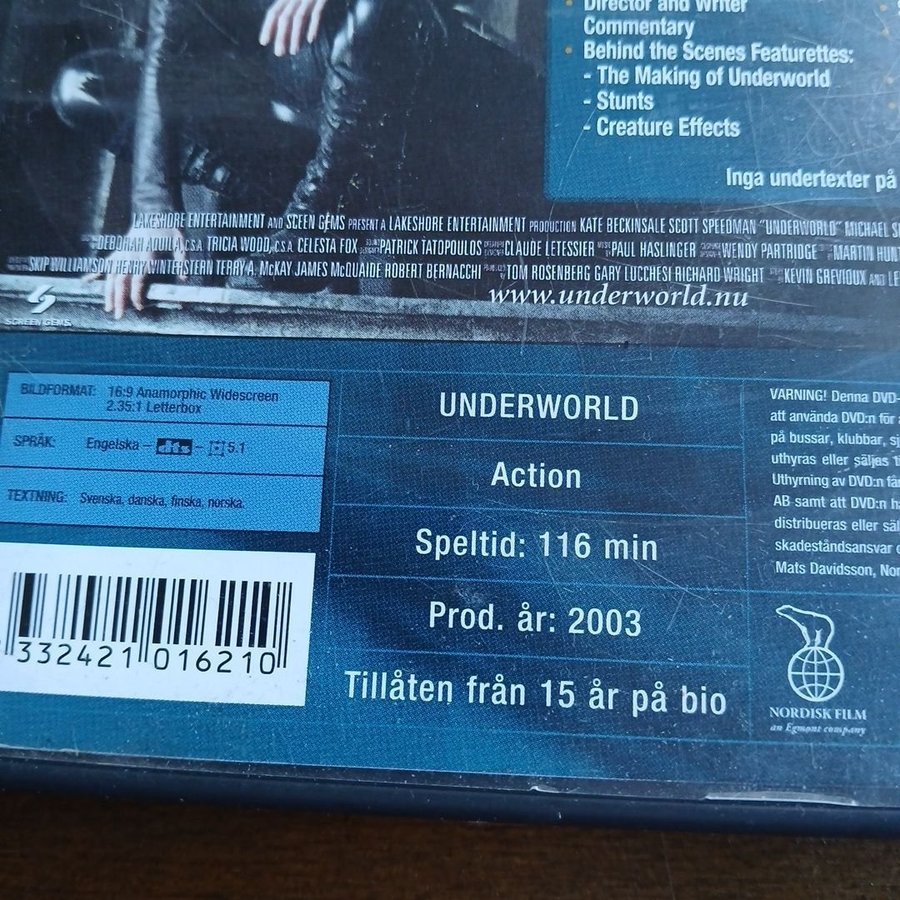 Director and Writer
Commentary
Behind the Scenes Featurettes:
- The Making of Underworld
- Stunts
- Creature Effects
Inga undertexter på
LAKESHORE ENTERTAINMENT AND SCEEN GEMS PRESENT A LAKESHORE ENTERTAINMENT PRODUCTION KATE BECKINSALE SCOTT SPEEDMAN "UNDERWORLD" MICHAEL
DEBORAH AQUILA, C.S.A. TRICIA WOOD, C.S.A. CELESTA FOX PATRICK TATOPOULOS CLAUDE LETESSIER PAUL HASLINGER WENDY PARTRIDGE MARTIN HUNT
SKIP WILLIAMSON HENRY WINTERSTERN TERRY A. McKAY JAMES McQUAIDE ROBERT BERNACCHI TOM ROSENBERG GARY LUCCHESI RICHARD WRIGHT KEVIN GREVIOUX AND LE
www.underworld.nu
SCREEN GEMS
BILDFORMAT: 16:9 Anamorphic Widescreen
2.35:1 Letterbox
SPRÅK: Engelska – dts – 5.1
TEXTNING: Svenska, danska, finska, norska.
332421 016210
UNDERWORLD
Action
Speltid: 116 min
Prod. år: 2003
Tillåten från 15 år på bio
VARNING! Denna DVD-
att använda DVD:n för
på bussar, klubbar, sj
uthyras eller säljas
Uthyrning av DVD:n får
AB samt att DVD:n h
distribueras eller säl
skadeståndsansvar
Mats Davidsson, Nor
NORDISK FILM
an Egmont company